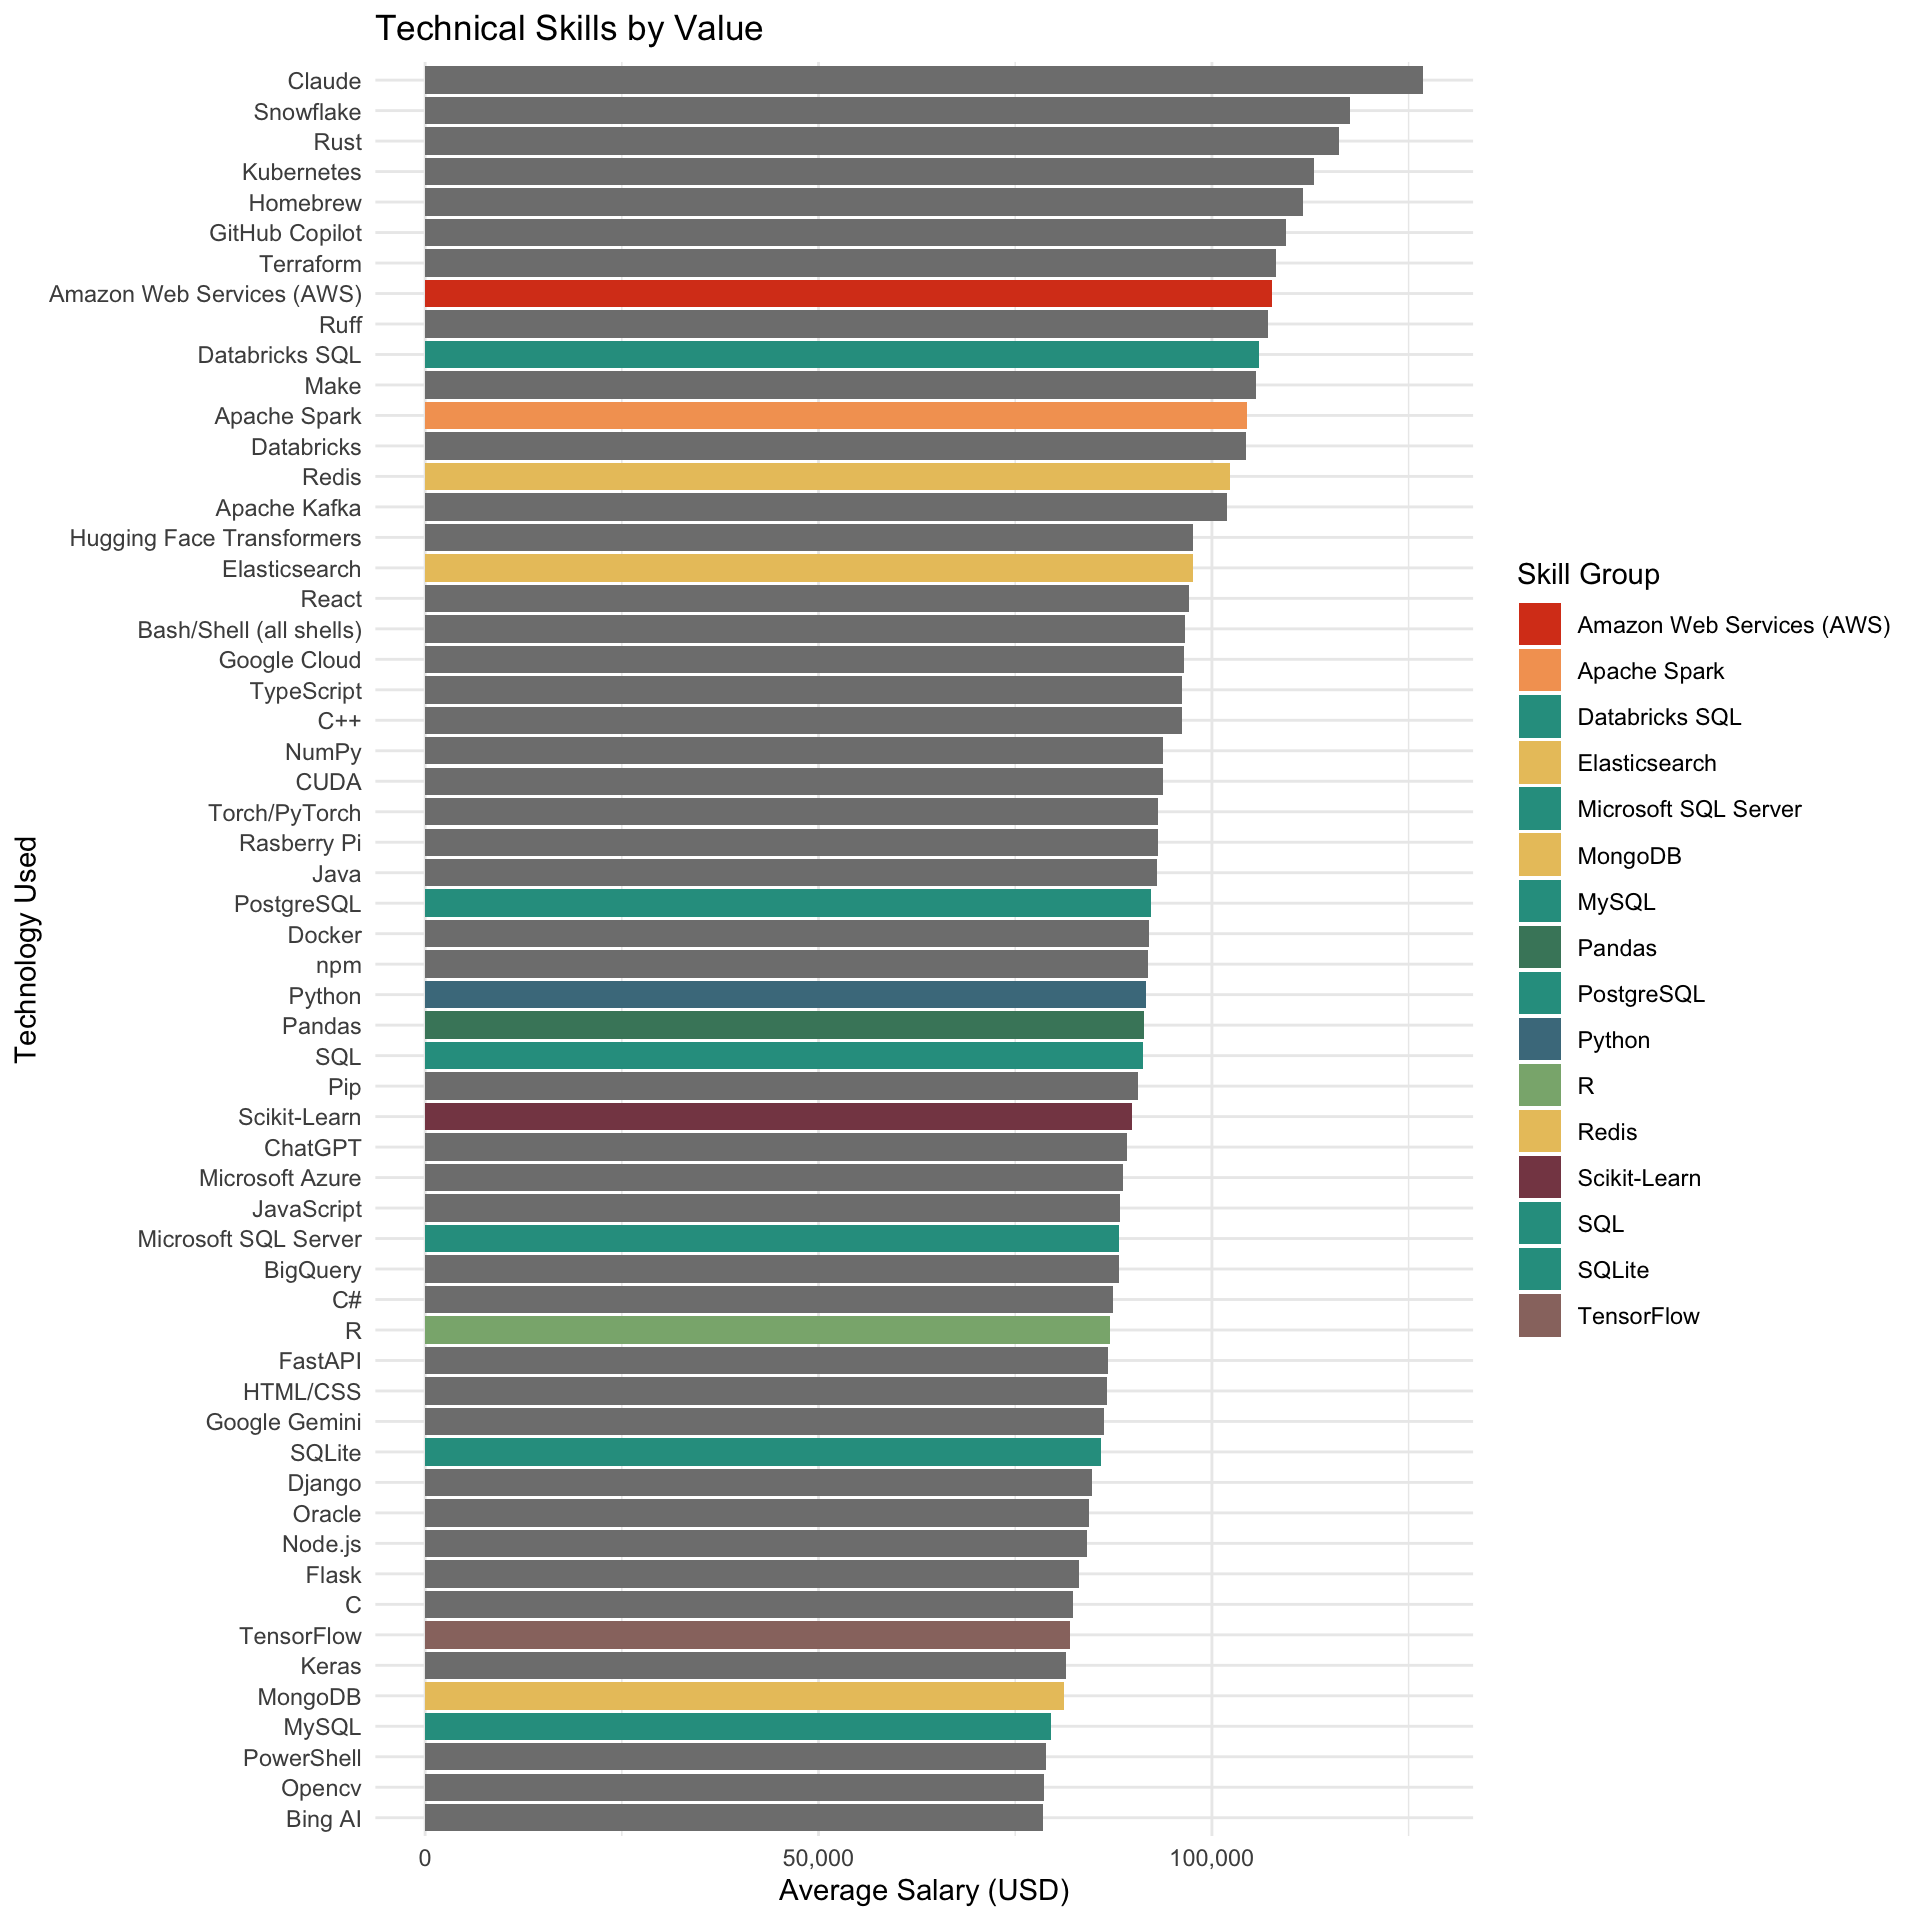 Technical Skills by Value
Claude
Snowflake
Rust
Kubernetes
Homebrew
GitHub Copilot
Terraform
Amazon Web Services (AWS)
Ruff
Databricks SQL
Make
Apache Spark
Databricks
Redis
Apache Kafka
Hugging Face Transformers
Elasticsearch
React
Bash/Shell (all shells)
Google Cloud
TypeScript
C++
NumPy
CUDA
Torch/PyTorch
Rasberry Pi
Java
PostgreSQL
Docker
npm
Python
Pandas
SQL
Pip
Scikit-Learn
ChatGPT
Microsoft Azure
JavaScript
Microsoft SQL Server
BigQuery
C#
R
FastAPI
HTML/CSS
Google Gemini
SQLite
Django
Oracle
Node.js
Flask
C
TensorFlow
Keras
MongoDB
MySQL
PowerShell
Opencv
Bing AI
Technology Used
0
50,000
100,000
Average Salary (USD)
Skill Group
Amazon Web Services (AWS)
Apache Spark
Databricks SQL
Elasticsearch
Microsoft SQL Server
MongoDB
MySQL
Pandas
PostgreSQL
Python
R
Redis
Scikit-Learn
SQL
SQLite
TensorFlow